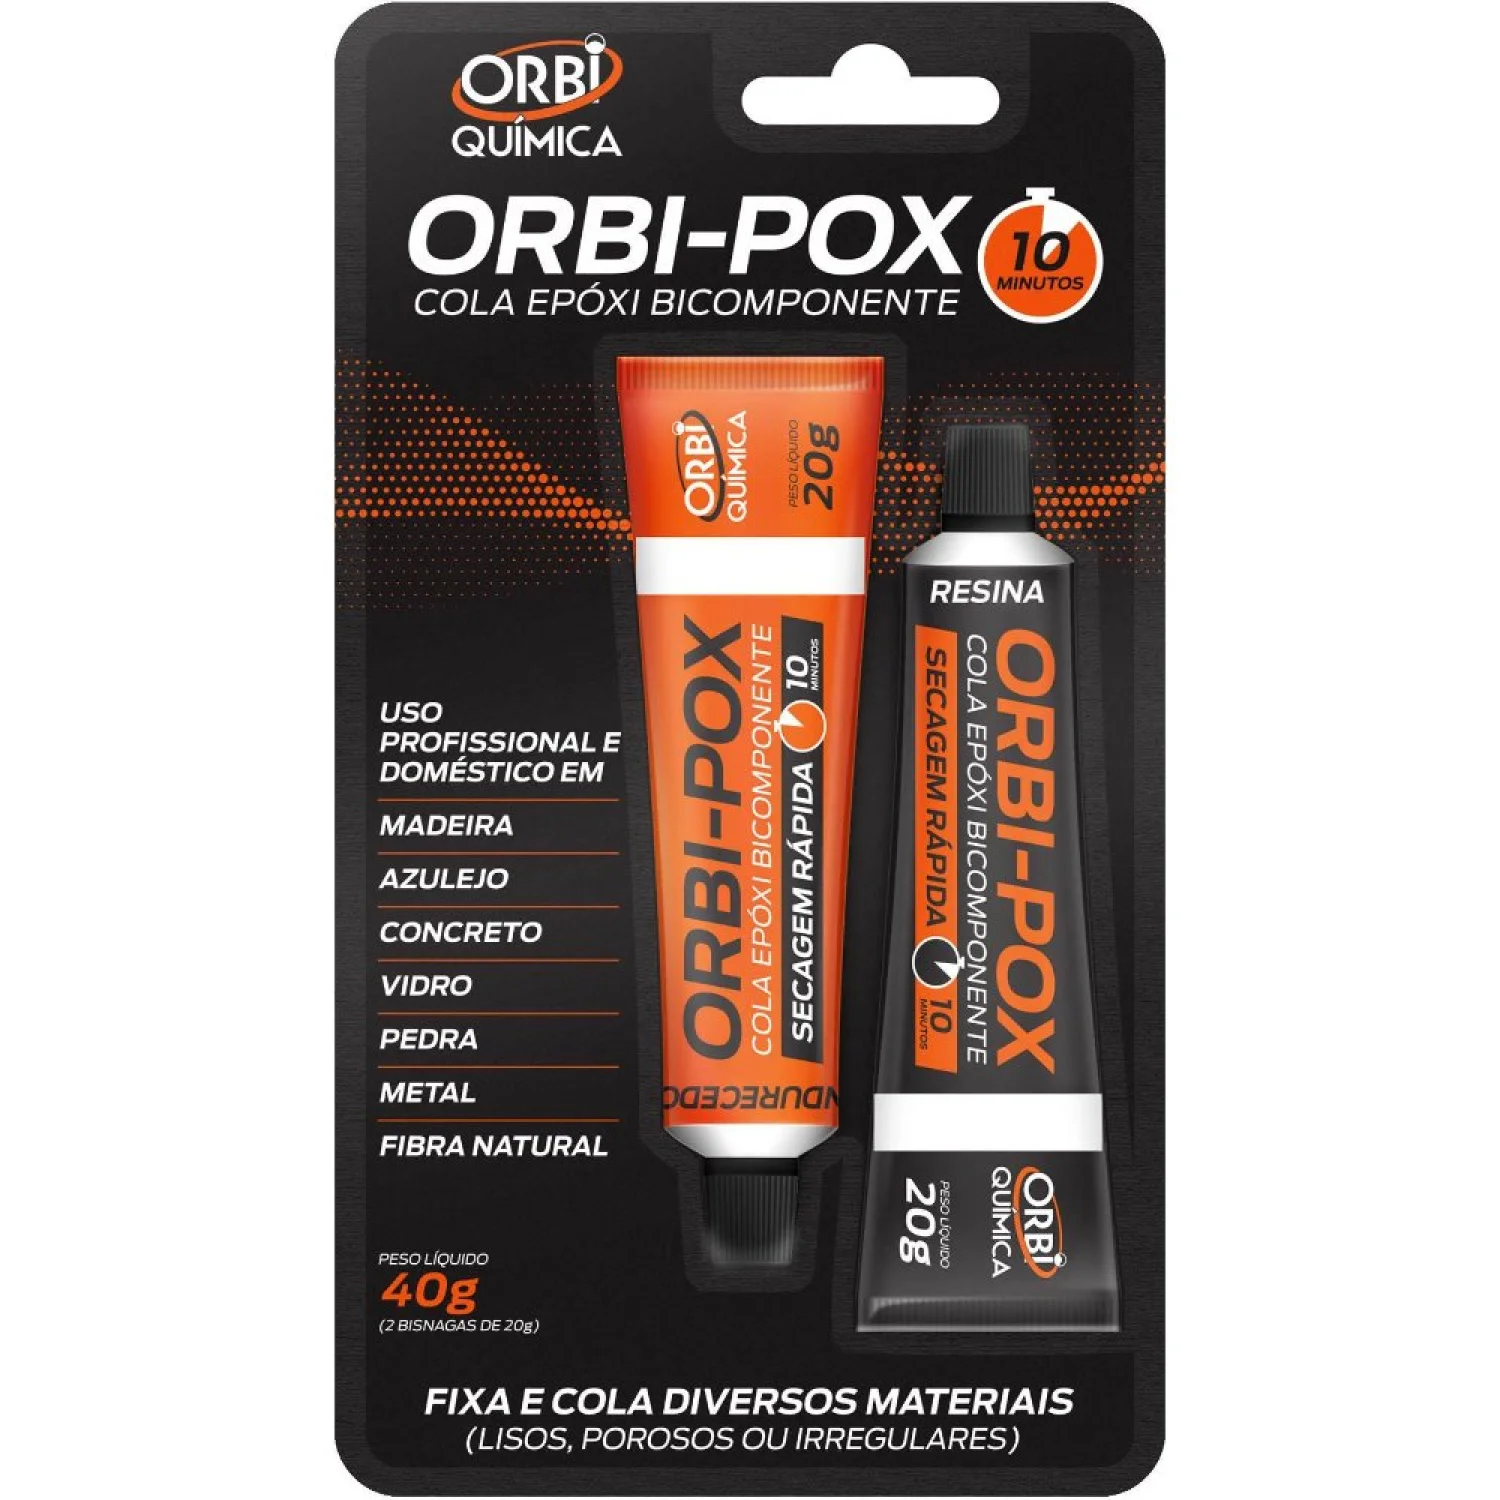 ORBI
QUÍMICA
ORBI-POX
COLA EPÓXI BICOMPONENTE
10
MINUTOS
ORBI
QUÍMICA
PESO LÍQUIDO
20g
ORBI-POX
COLA EPÓXI BICOMPONENTE
SECAGEM RÁPIDA
10
MINUTOS
NDURECEDO
RESINA
ORBI-POX
COLA EPÓXI BICOMPONENTE
SECAGEM RÁPIDA
10
MINUTOS
ORBI
QUÍMICA
PESO LÍQUIDO
20g
USO
PROFISSIONAL E
DOMÉSTICO EM
MADEIRA
AZULEJO
CONCRETO
VIDRO
PEDRA
METAL
FIBRA NATURAL
PESO LÍQUIDO
40g
(2 BISNAGAS DE 20g)
FIXA E COLA DIVERSOS MATERIAIS
(LISOS, POROSOS OU IRREGULARES)